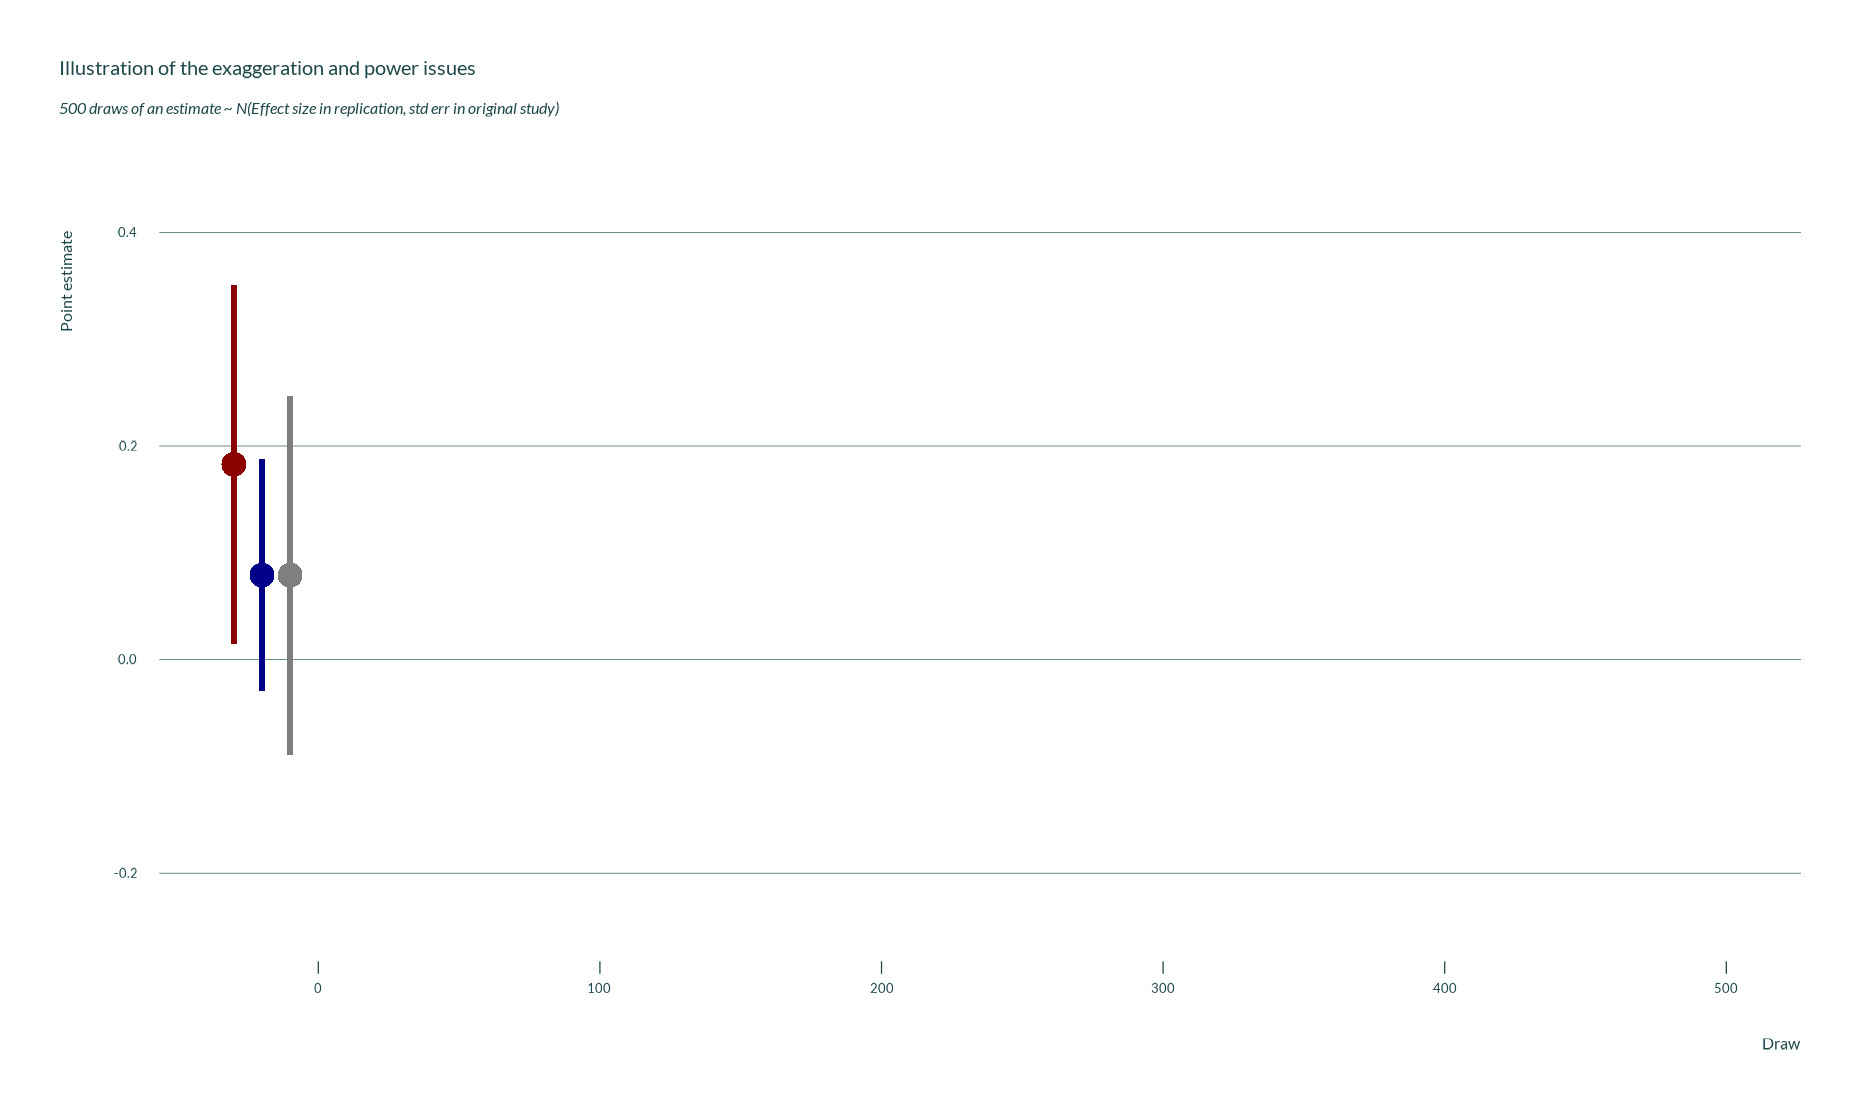 Illustration of the exaggeration and power issues
500 draws of an estimate ~ N(Effect size in replication, std err in original study)
Point estimate
0.4
0.2
0.0
-0.2
0 100 200 300 400 500
Draw